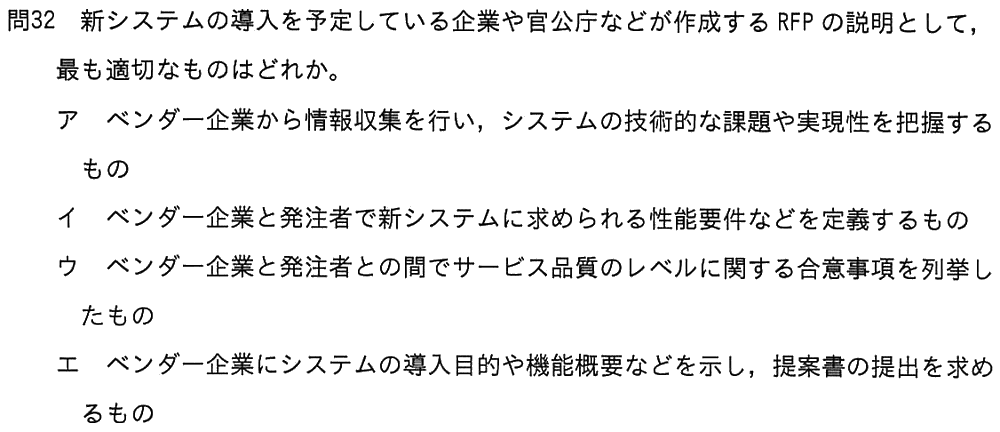 問32 新システムの導入を予定している企業や官公庁などが作成する RFP の説明として，
最も適切なものはどれか。
ア ベンダー企業から情報収集を行い，システムの技術的な課題や実現性を把握する
もの
イ ベンダー企業と発注者で新システムに求められる性能要件などを定義するもの
ウ ベンダー企業と発注者との間でサービス品質のレベルに関する合意事項を列挙し
たもの
エ ベンダー企業にシステムの導入目的や機能概要などを示し，提案書の提出を求め
るもの